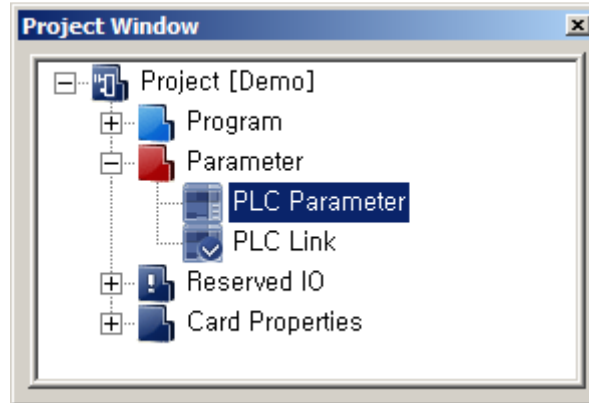 Project Window
Project [Demo]
Program
Parameter
PLC Parameter
PLC Link
Reserved IO
Card Properties